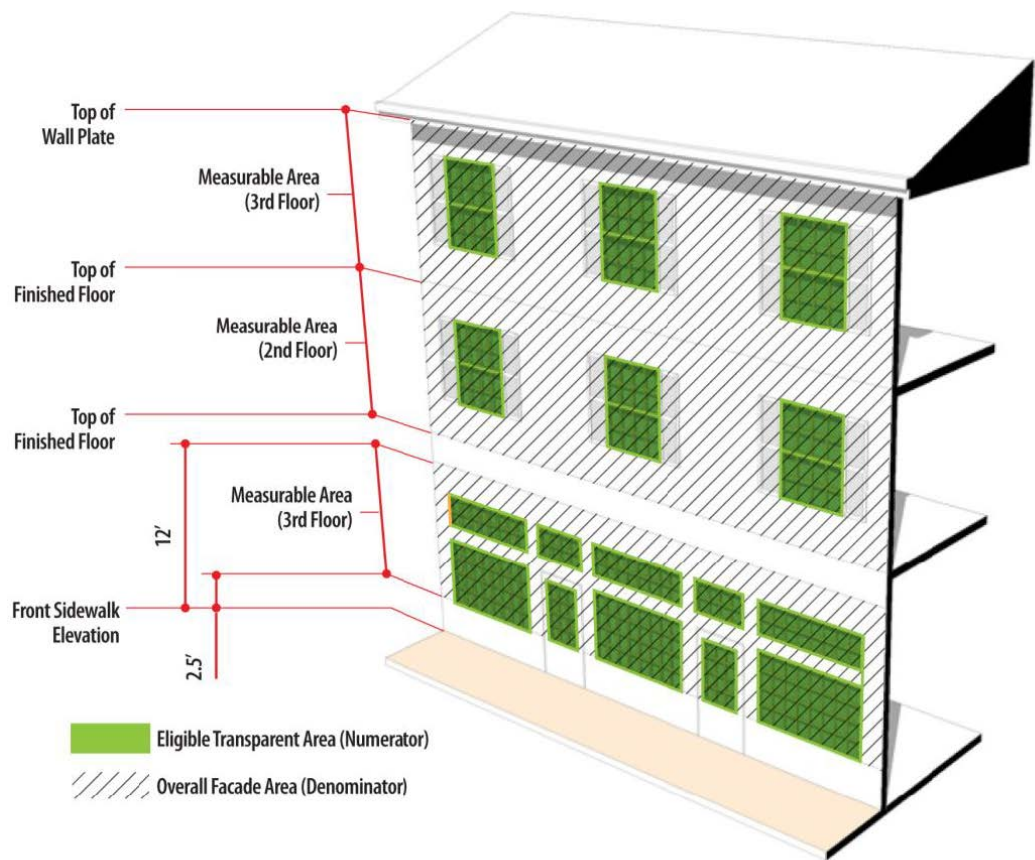 Top of
Wall Plate
Measurable Area
(3rd Floor)
Top of
Finished Floor
Measurable Area
(2nd Floor)
Top of
Finished Floor
Measurable Area
(3rd Floor)
12'
Front Sidewalk
Elevation
2.5'
Eligible Transparent Area (Numerator)
Overall Facade Area (Denominator)